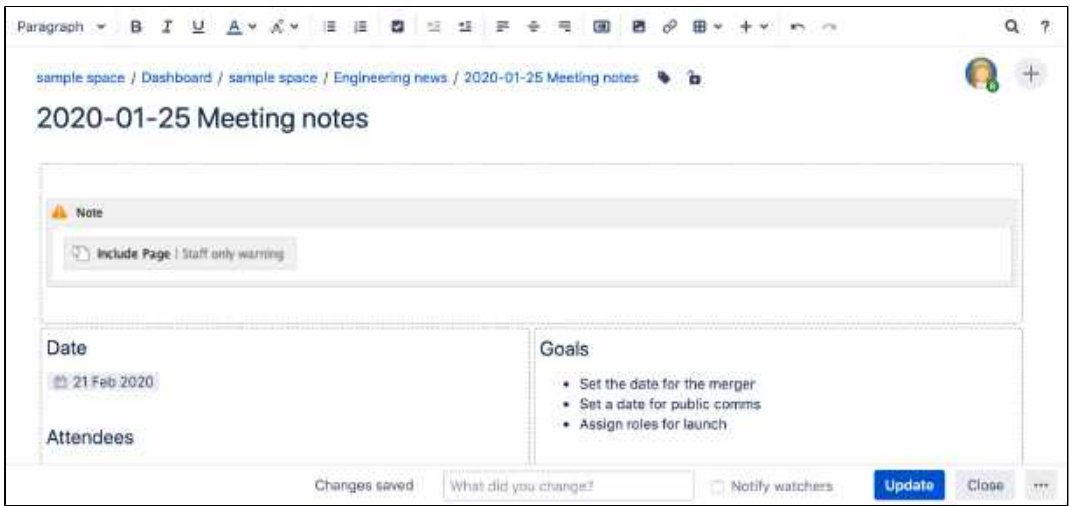 Paragraph B I U A ?
sample space / Dashboard / sample space / Engineering news / 2020-01-25 Meeting notes
2020-01-25 Meeting notes
Note
Include Page | Staff only warning
Date
21 Feb 2020
Attendees
Goals
• Set the date for the merger
• Set a date for public comms
• Assign roles for launch
Changes saved What did you change? Notify watchers Update Close ...